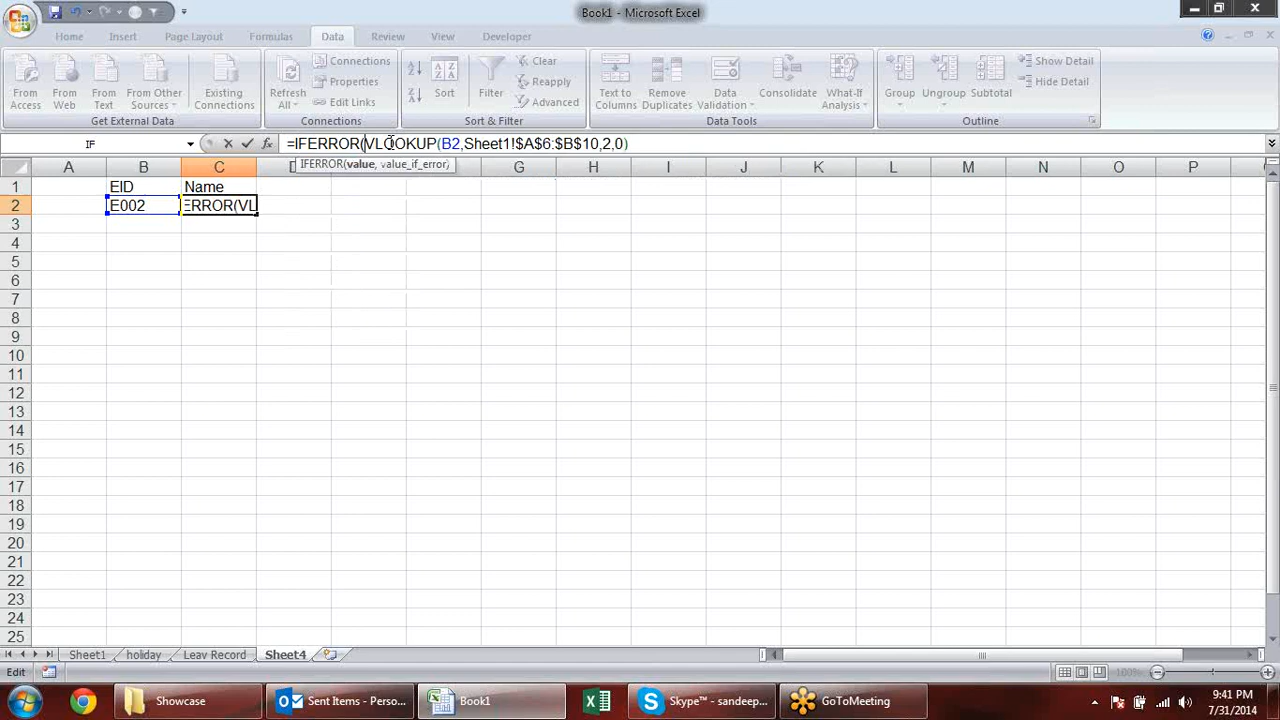 Book1 - Microsoft Excel
Home Insert Page Layout Formulas Data Review View Developer
From Access
From Web
From Text
From Other Sources
Existing Connections
Get External Data
Refresh All
Connections
Properties
Edit Links
Connections
Sort
Filter
Clear
Reapply
Advanced
Sort & Filter
Text to Columns
Remove Duplicates
Data Validation
Consolidate
What-If Analysis
Data Tools
Group
Ungroup
Subtotal
Show Detail
Hide Detail
Outline
IF
fx
=IFERROR(VLOOKUP(B2,Sheet1!$A$6:$B$10,2,0)
IFERROR(value, value_if_error)
A B C D E F G H I J K L M N O P
1 EID Name
2 E002 ERROR(VL
3
4
5
6
7
8
9
10
11
12
13
14
15
16
17
18
19
20
21
22
23
24
25
Sheet1 holiday Leav Record Sheet4
Edit 100%
Showcase
Sent Items - Perso...
Book1
Skype™ - sandeep...
GoToMeeting
9:41 PM
7/31/2014